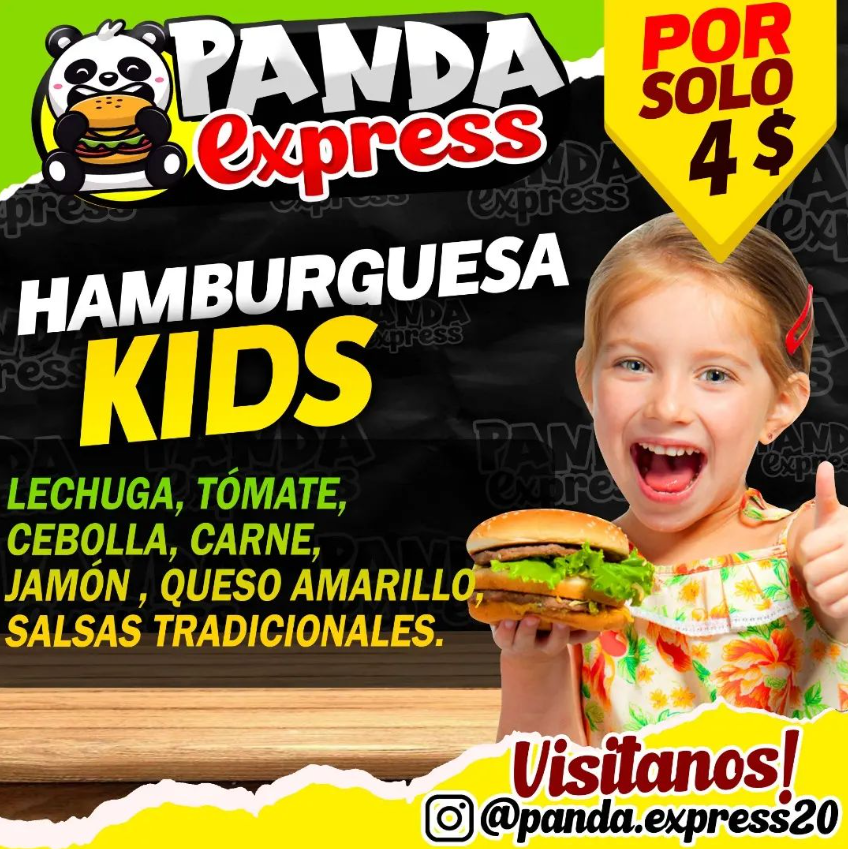 PANDA
express
POR
SOLO
4 $
HAMBURGUESA
KIDS
LECHUGA, TÓMATE,
CEBOLLA, CARNE,
JAMÓN , QUESO AMARILLO,
SALSAS TRADICIONALES.
Visitanos!
@panda.express20